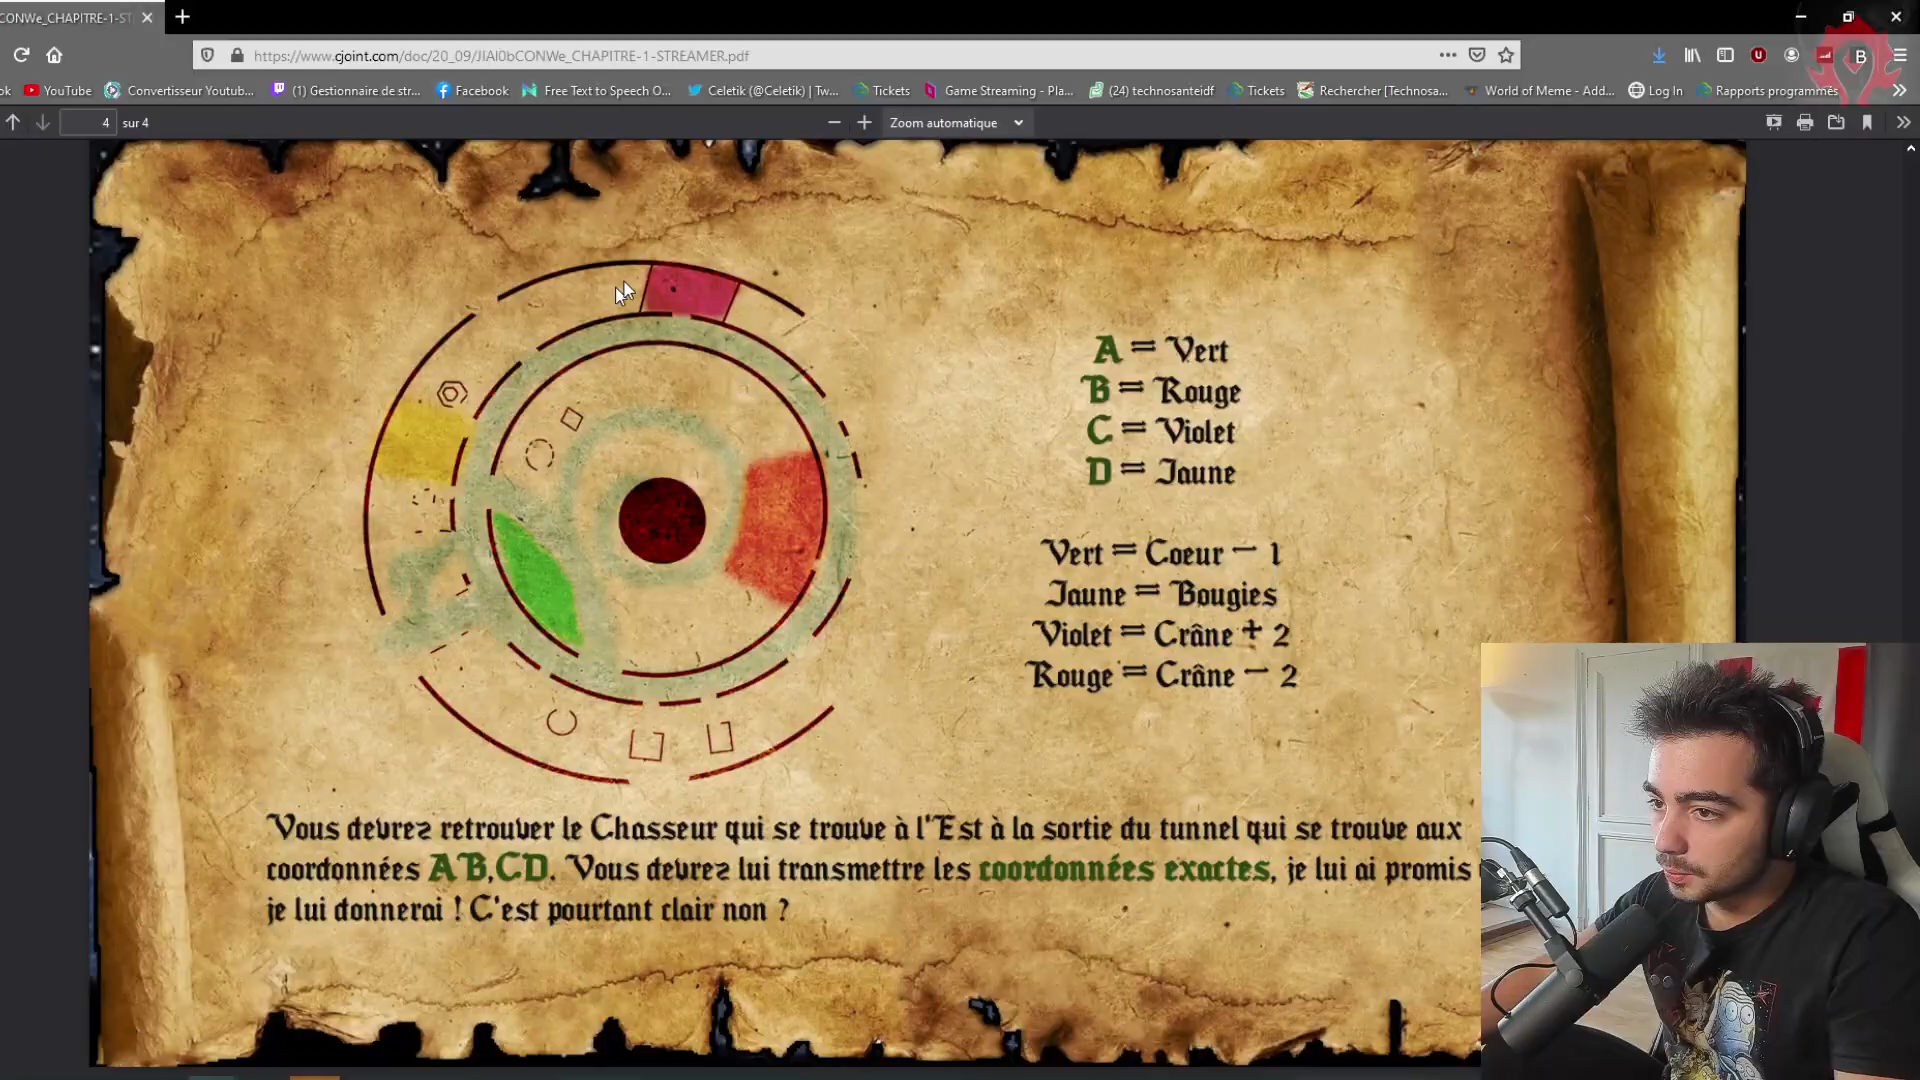 CONWe_CHAPITRE-1-ST
https://www.cjoint.com/doc/20_09/JIAl0bCONWe_CHAPITRE-1-STREAMER.pdf
ok YouTube Convertisseur Youtub... (1) Gestionnaire de str... Facebook Free Text to Speech O... Celetik (@Celetik) | Tw... Tickets Game Streaming - Pla... (24) technosanteidf Tickets Rechercher [Technosa... World of Meme - Add... Log In Rapports programmés
4 sur 4 Zoom automatique
A = Vert
B = Rouge
C = Violet
D = Jaune
Vert = Coeur - 1
Jaune = Bougies
Violet = Crâne + 2
Rouge = Crâne - 2
Vous devrez retrouver le Chasseur qui se trouve à l'Est à la sortie du tunnel qui se trouve aux
coordonnées AB,CD. Vous devrez lui transmettre les coordonnées exactes, je lui ai promis
je lui donnerai ! C'est pourtant clair non ?